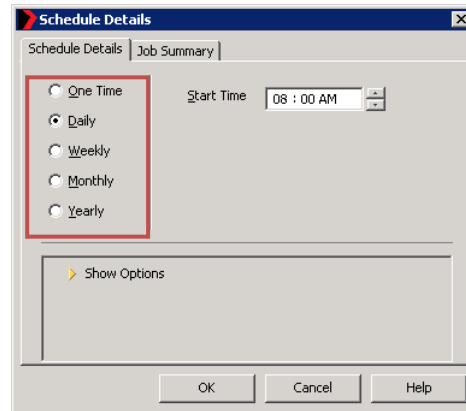 Schedule Details
Schedule Details Job Summary
One Time Start Time 08 : 00 AM
Daily
Weekly
Monthly
Yearly
Show Options
OK Cancel Help